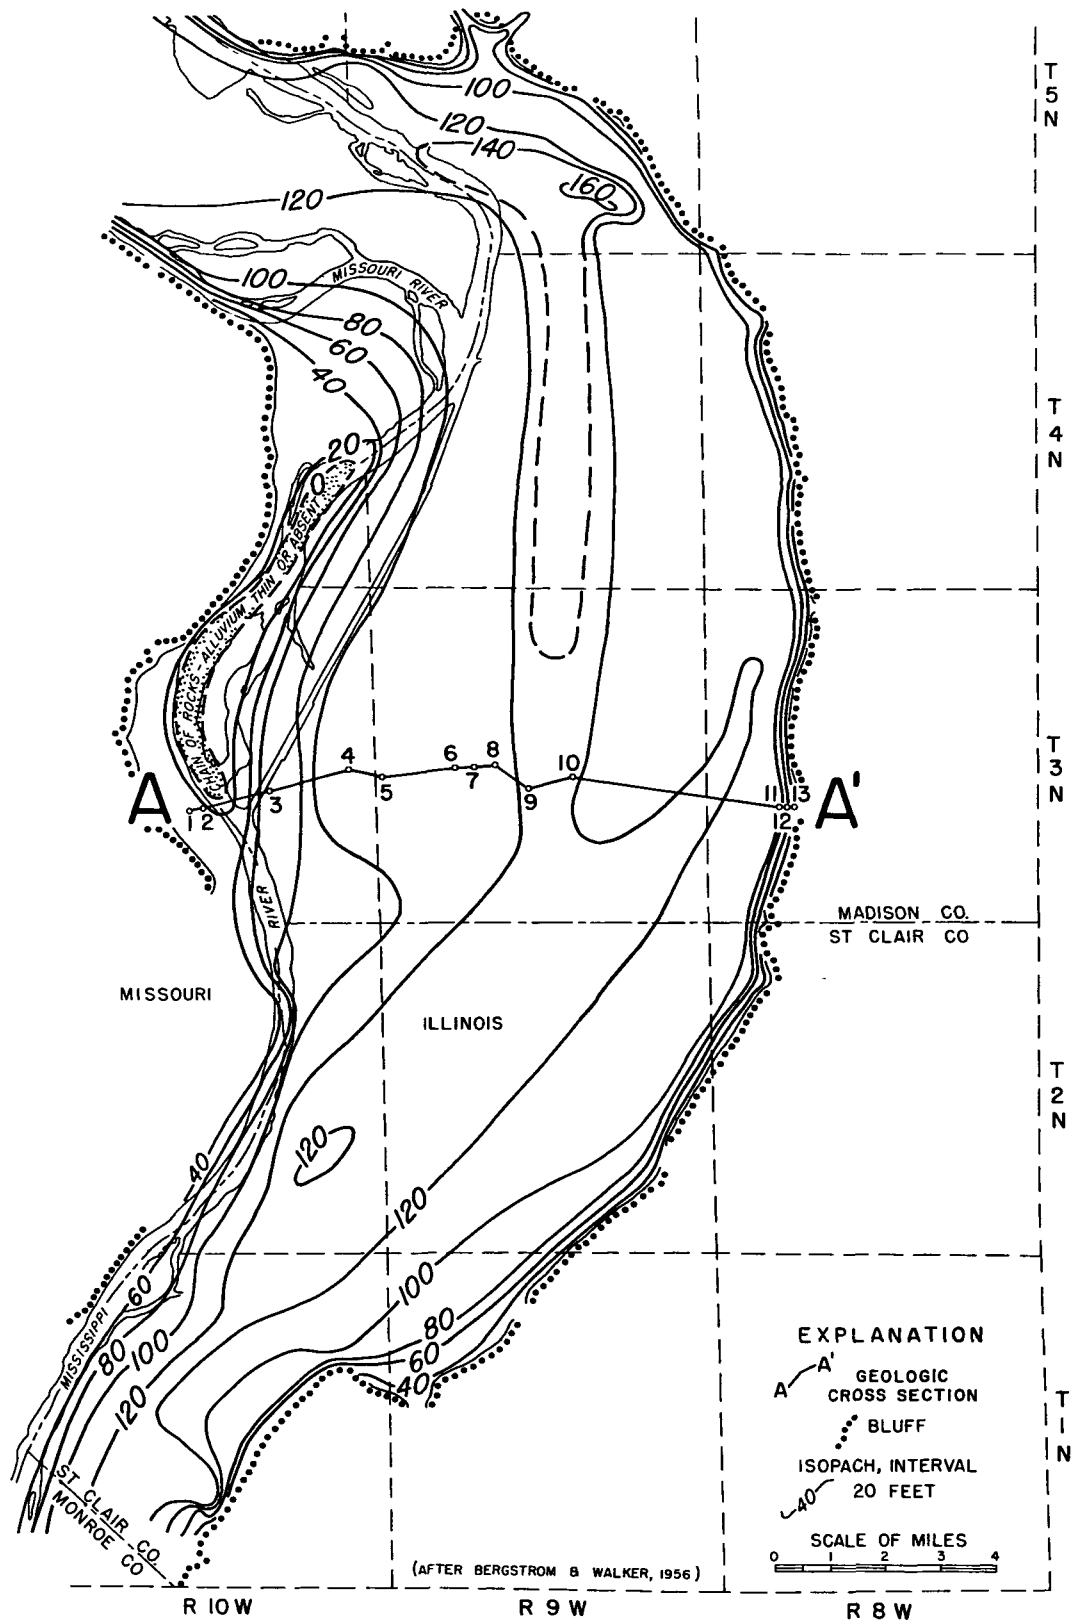 100
T
5
N
120
140
160
120
MISSOURI RIVER
100
80
60
40
20
0
T
4
N
CHAIN OF ROCKS - ALLUVIUM THIN OR ABSENT
A
1
2
3
4
5
6
7
8
9
10
11
12
13
A'
T
3
N
RIVER
MADISON CO.
ST CLAIR CO
MISSOURI
ILLINOIS
T
2
N
120
40
120
60
100
MISSISSIPPI
80
80
100
60
40
120
ST CLAIR CO.
MONROE CO
EXPLANATION
A A'
GEOLOGIC
CROSS SECTION
BLUFF
ISOPACH, INTERVAL
40 20 FEET
T
1
N
SCALE OF MILES
0 1 2 3 4
(AFTER BERGSTROM & WALKER, 1956)
R 10 W
R 9 W
R 8 W